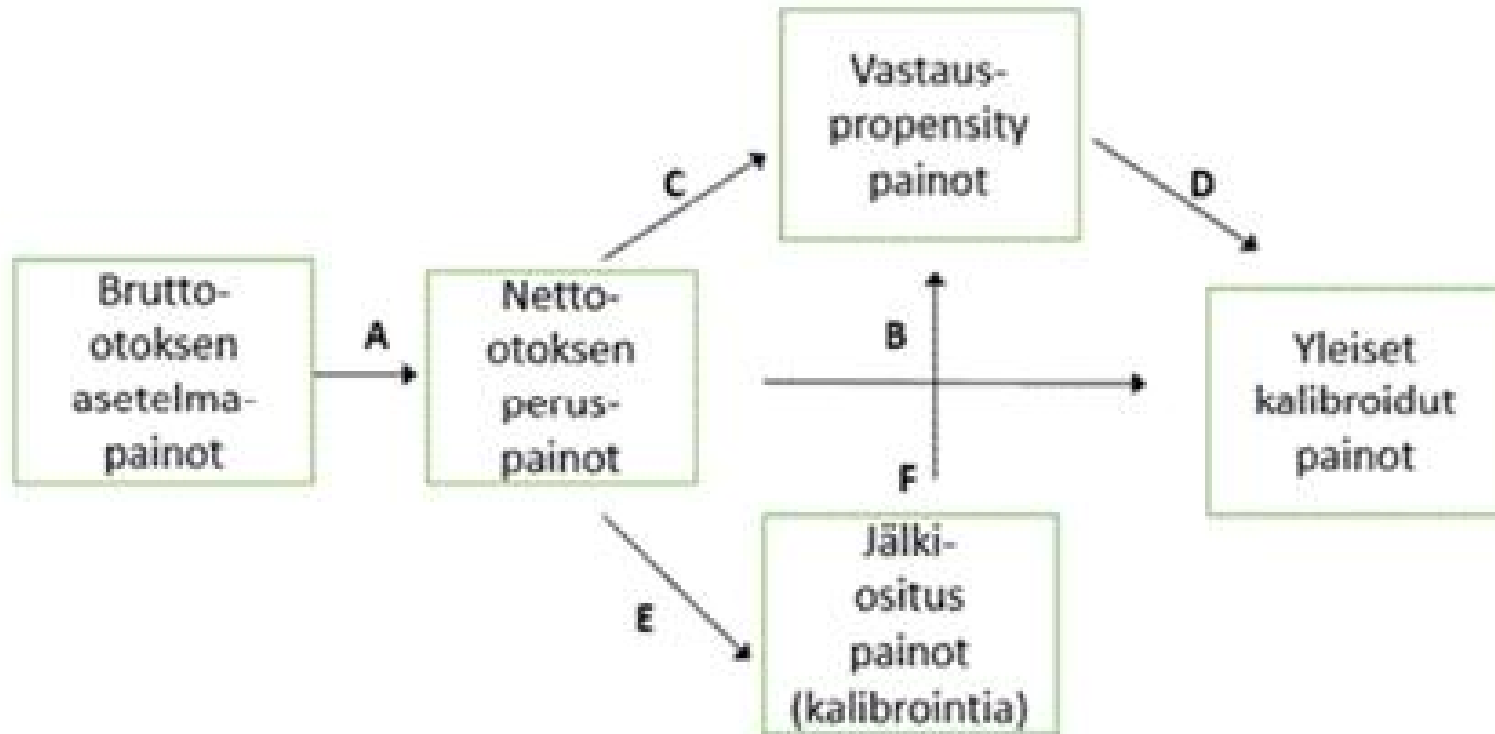 Brutto-
otoksen
asetelma-
painot
A
Netto-
otoksen
perus-
painot
C
Vastaus-
propensity
painot
D
B
F
E
Jälki-
ositus
painot
(kalibrointia)
Yleiset
kalibroidut
painot